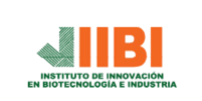 IIBI
INSTITUTO DE INNOVACIÓN
EN BIOTECNOLOGÍA E INDUSTRIA